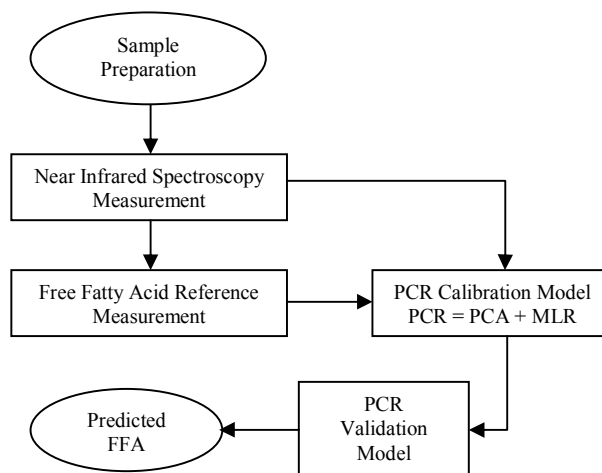 Sample
Preparation
Near Infrared Spectroscopy
Measurement
Free Fatty Acid Reference
Measurement
PCR Calibration Model
PCR = PCA + MLR
PCR
Validation
Model
Predicted
FFA